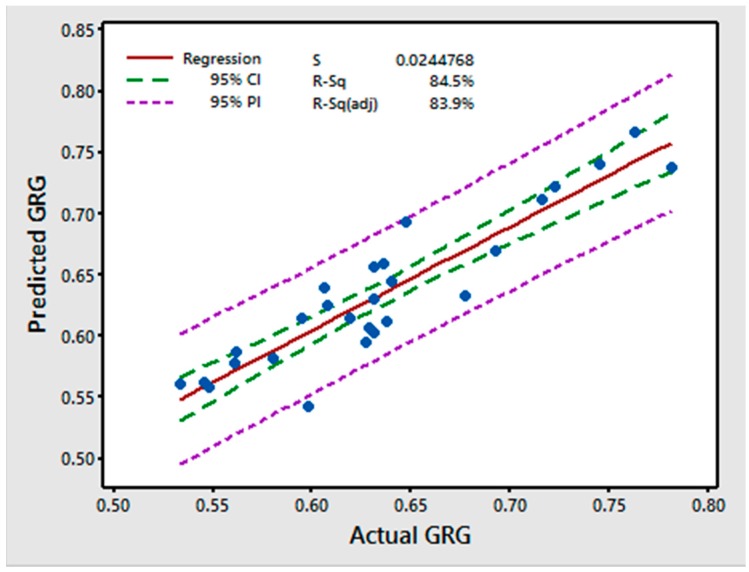 0.85
0.80
0.75
0.70
0.65
0.60
0.55
0.50
Predicted GRG
Regression S 0.0244768
95% CI R-Sq 84.5%
95% PI R-Sq(adj) 83.9%
0.50 0.55 0.60 0.65 0.70 0.75 0.80
Actual GRG